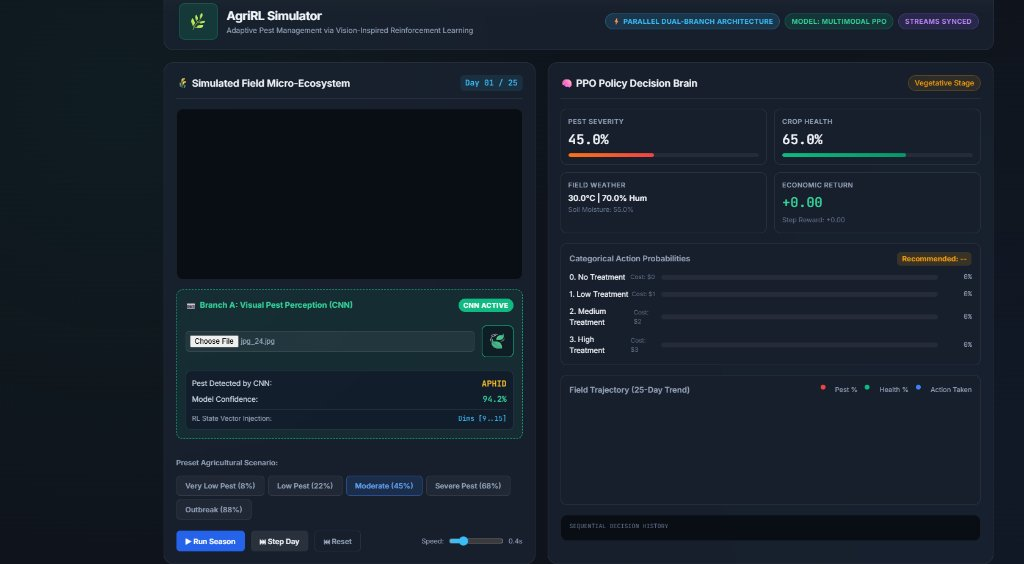 AgriRL Simulator
Adaptive Pest Management via Vision-Inspired Reinforcement Learning
PARALLEL DUAL-BRANCH ARCHITECTURE
MODEL: MULTIMODAL PPO
STREAMS SYNCED
Simulated Field Micro-Ecosystem
Day 01 / 25
Branch A: Visual Pest Perception (CNN)
CNN ACTIVE
Choose File jpg_24.jpg
Pest Detected by CNN: APHID
Model Confidence: 94.2%
RL State Vector Injection: Dims [9..15]
Preset Agricultural Scenario:
Very Low Pest (8%) Low Pest (22%) Moderate (45%) Severe Pest (68%)
Outbreak (88%)
Run Season Step Day Reset Speed: 0.4s
PPO Policy Decision Brain
Vegetative Stage
PEST SEVERITY
45.0%
CROP HEALTH
65.0%
FIELD WEATHER
30.0°C | 70.0% Hum
Soil Moisture: 55.0%
ECONOMIC RETURN
+0.00
Step Reward: +0.00
Categorical Action Probabilities
Recommended: --
0. No Treatment Cost: $0 0%
1. Low Treatment Cost: $1 0%
2. Medium Treatment Cost: $2 0%
3. High Treatment Cost: $3 0%
Field Trajectory (25-Day Trend)
Pest % Health % Action Taken
SEQUENTIAL DECISION HISTORY